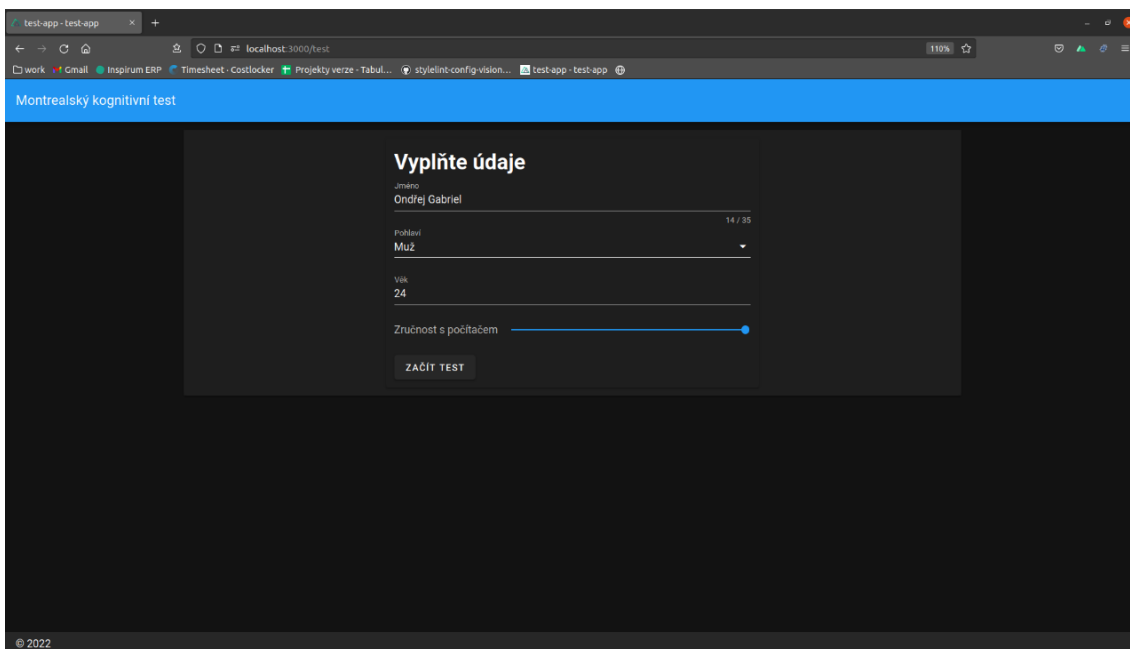 test-app - test-app
localhost:3000/test
110%
work Gmail Inspirum ERP Timesheet · Costlocker Projekty verze - Tabul... stylelint-config-vision... test-app - test-app
Montrealský kognitivní test
Vyplňte údaje
Jméno
Ondřej Gabriel
14 / 35
Pohlaví
Muž
Věk
24
Zručnost s počítačem
ZAČÍT TEST
© 2022